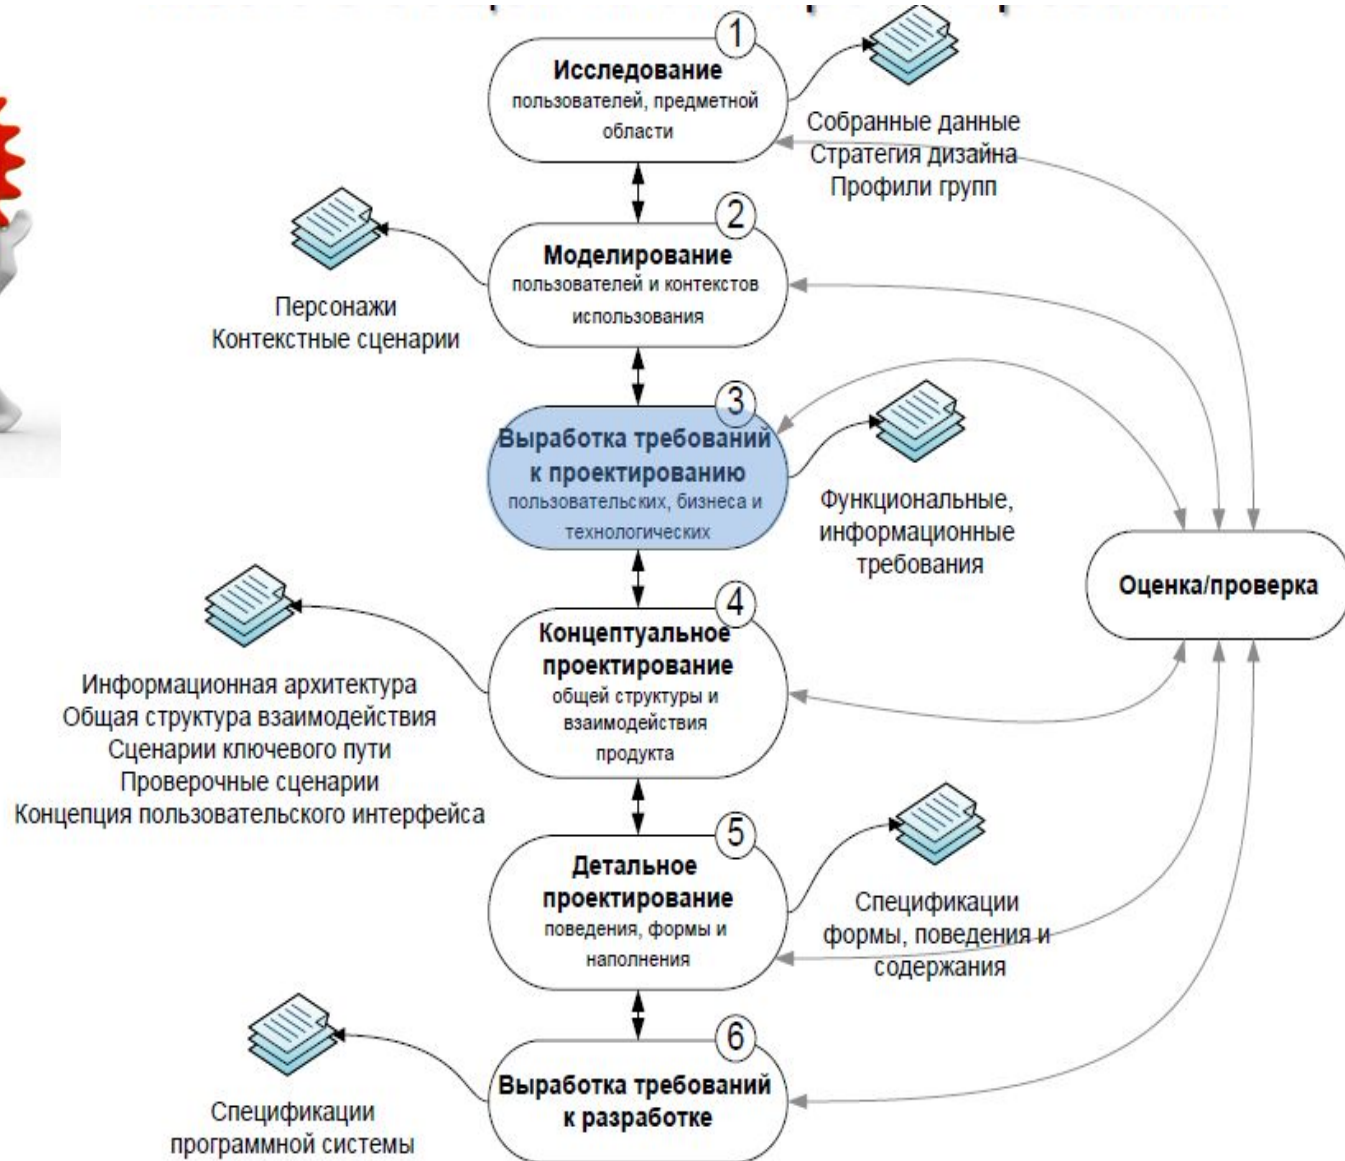 1
Исследование
пользователей, предметной
области
Собранные данные
Стратегия дизайна
Профили групп
2
Моделирование
пользователей и контекстов
использования
Персонажи
Контекстные сценарии
3
Выработка требований
к проектированию
пользовательских, бизнеса и
технологических
Функциональные,
информационные
требования
Оценка/проверка
4
Концептуальное
проектирование
общей структуры и
взаимодействия
продукта
Информационная архитектура
Общая структура взаимодействия
Сценарии ключевого пути
Проверочные сценарии
Концепция пользовательского интерфейса
5
Детальное
проектирование
поведения, формы и
наполнения
Спецификации
формы, поведения и
содержания
6
Выработка требований
к разработке
Спецификации
программной системы